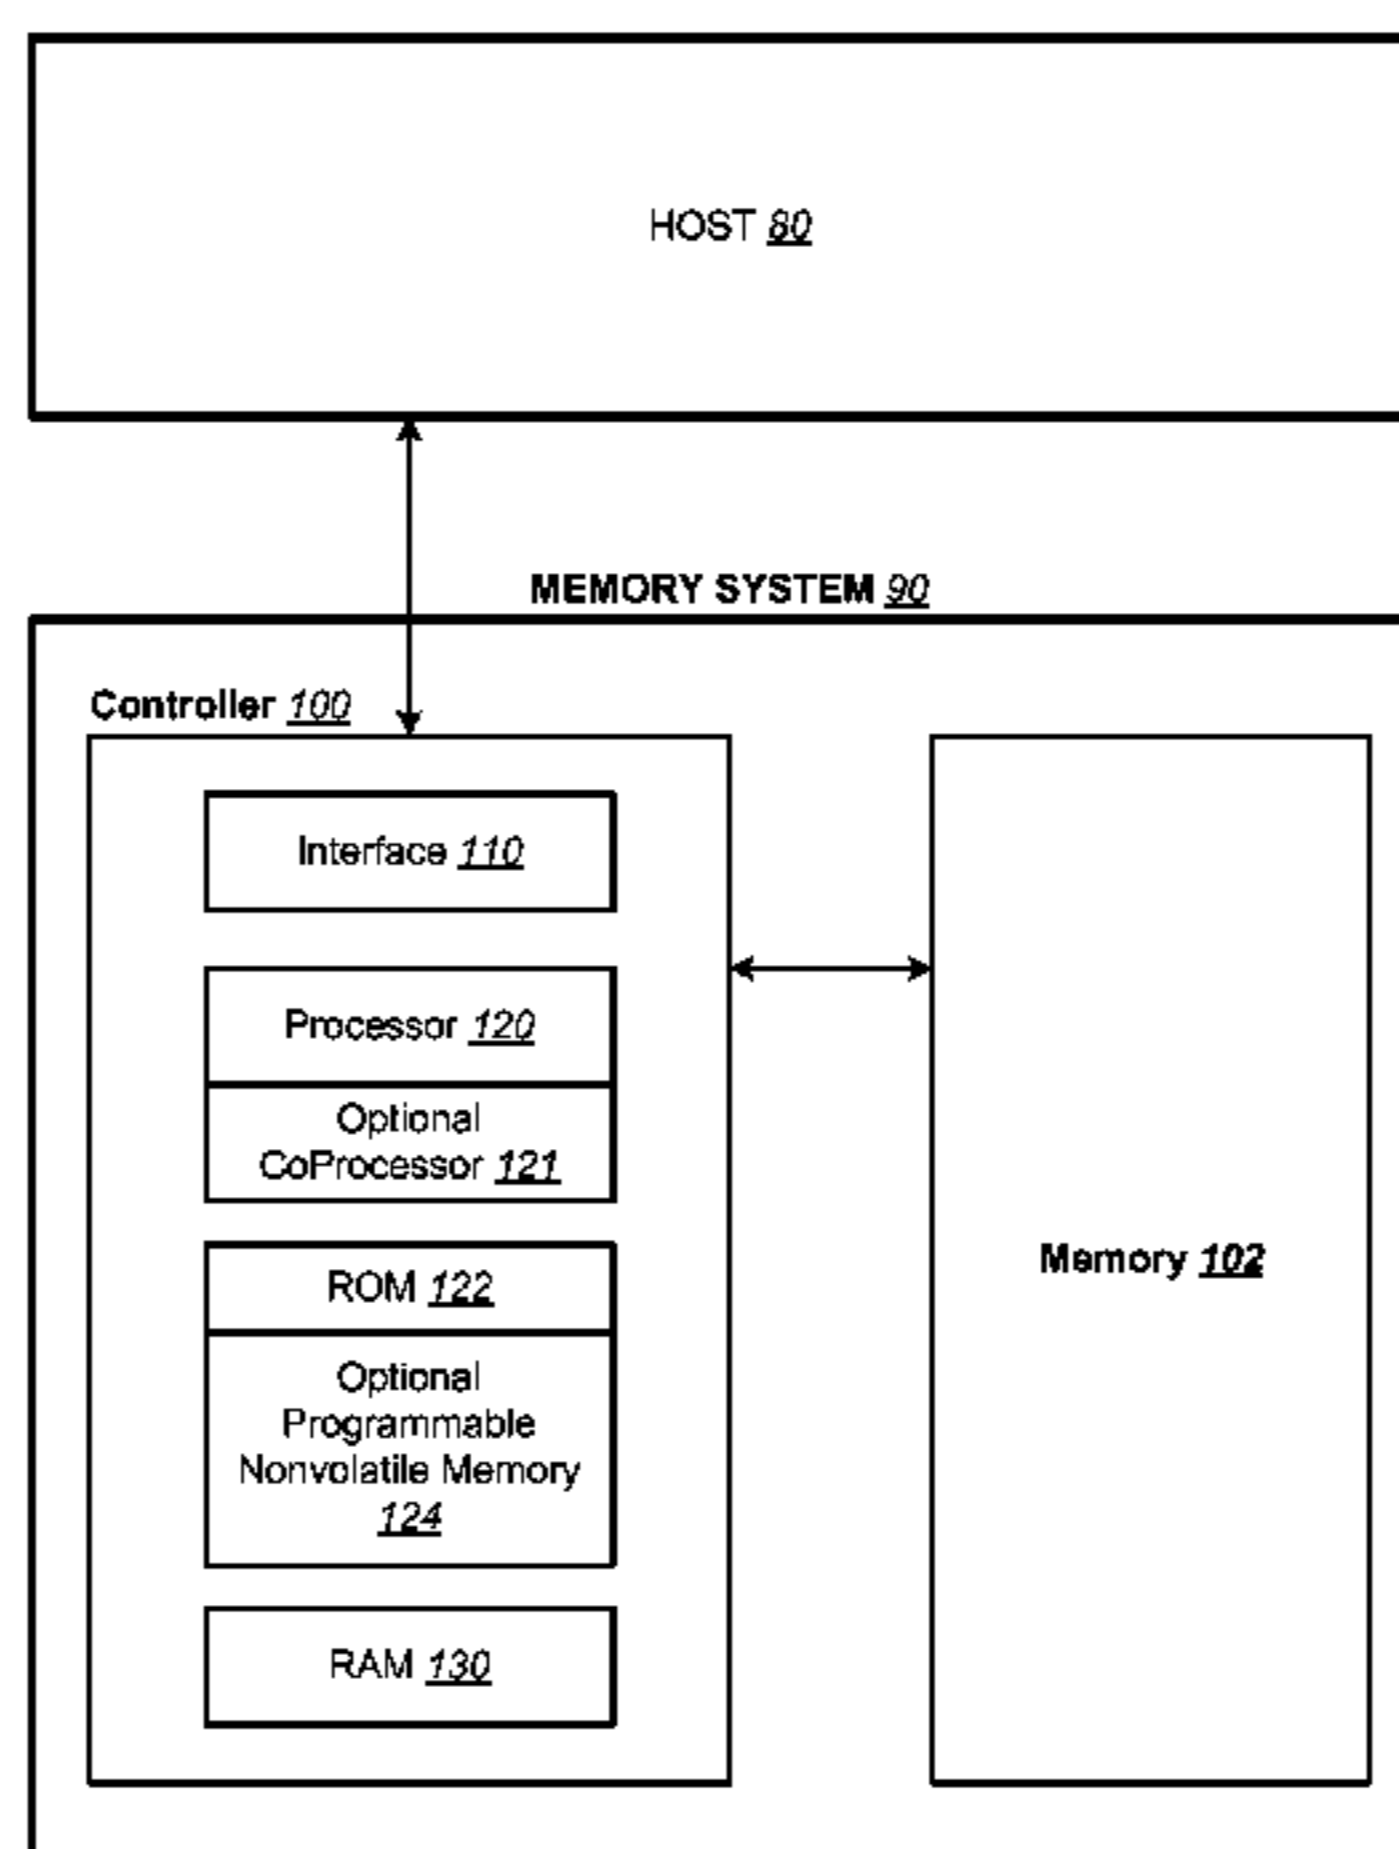 HOST 80
MEMORY SYSTEM 90
Controller 100
Interface 110
Processor 120
Optional
CoProcessor 121
ROM 122
Optional
Programmable
Nonvolatile Memory
124
RAM 130
Memory 102